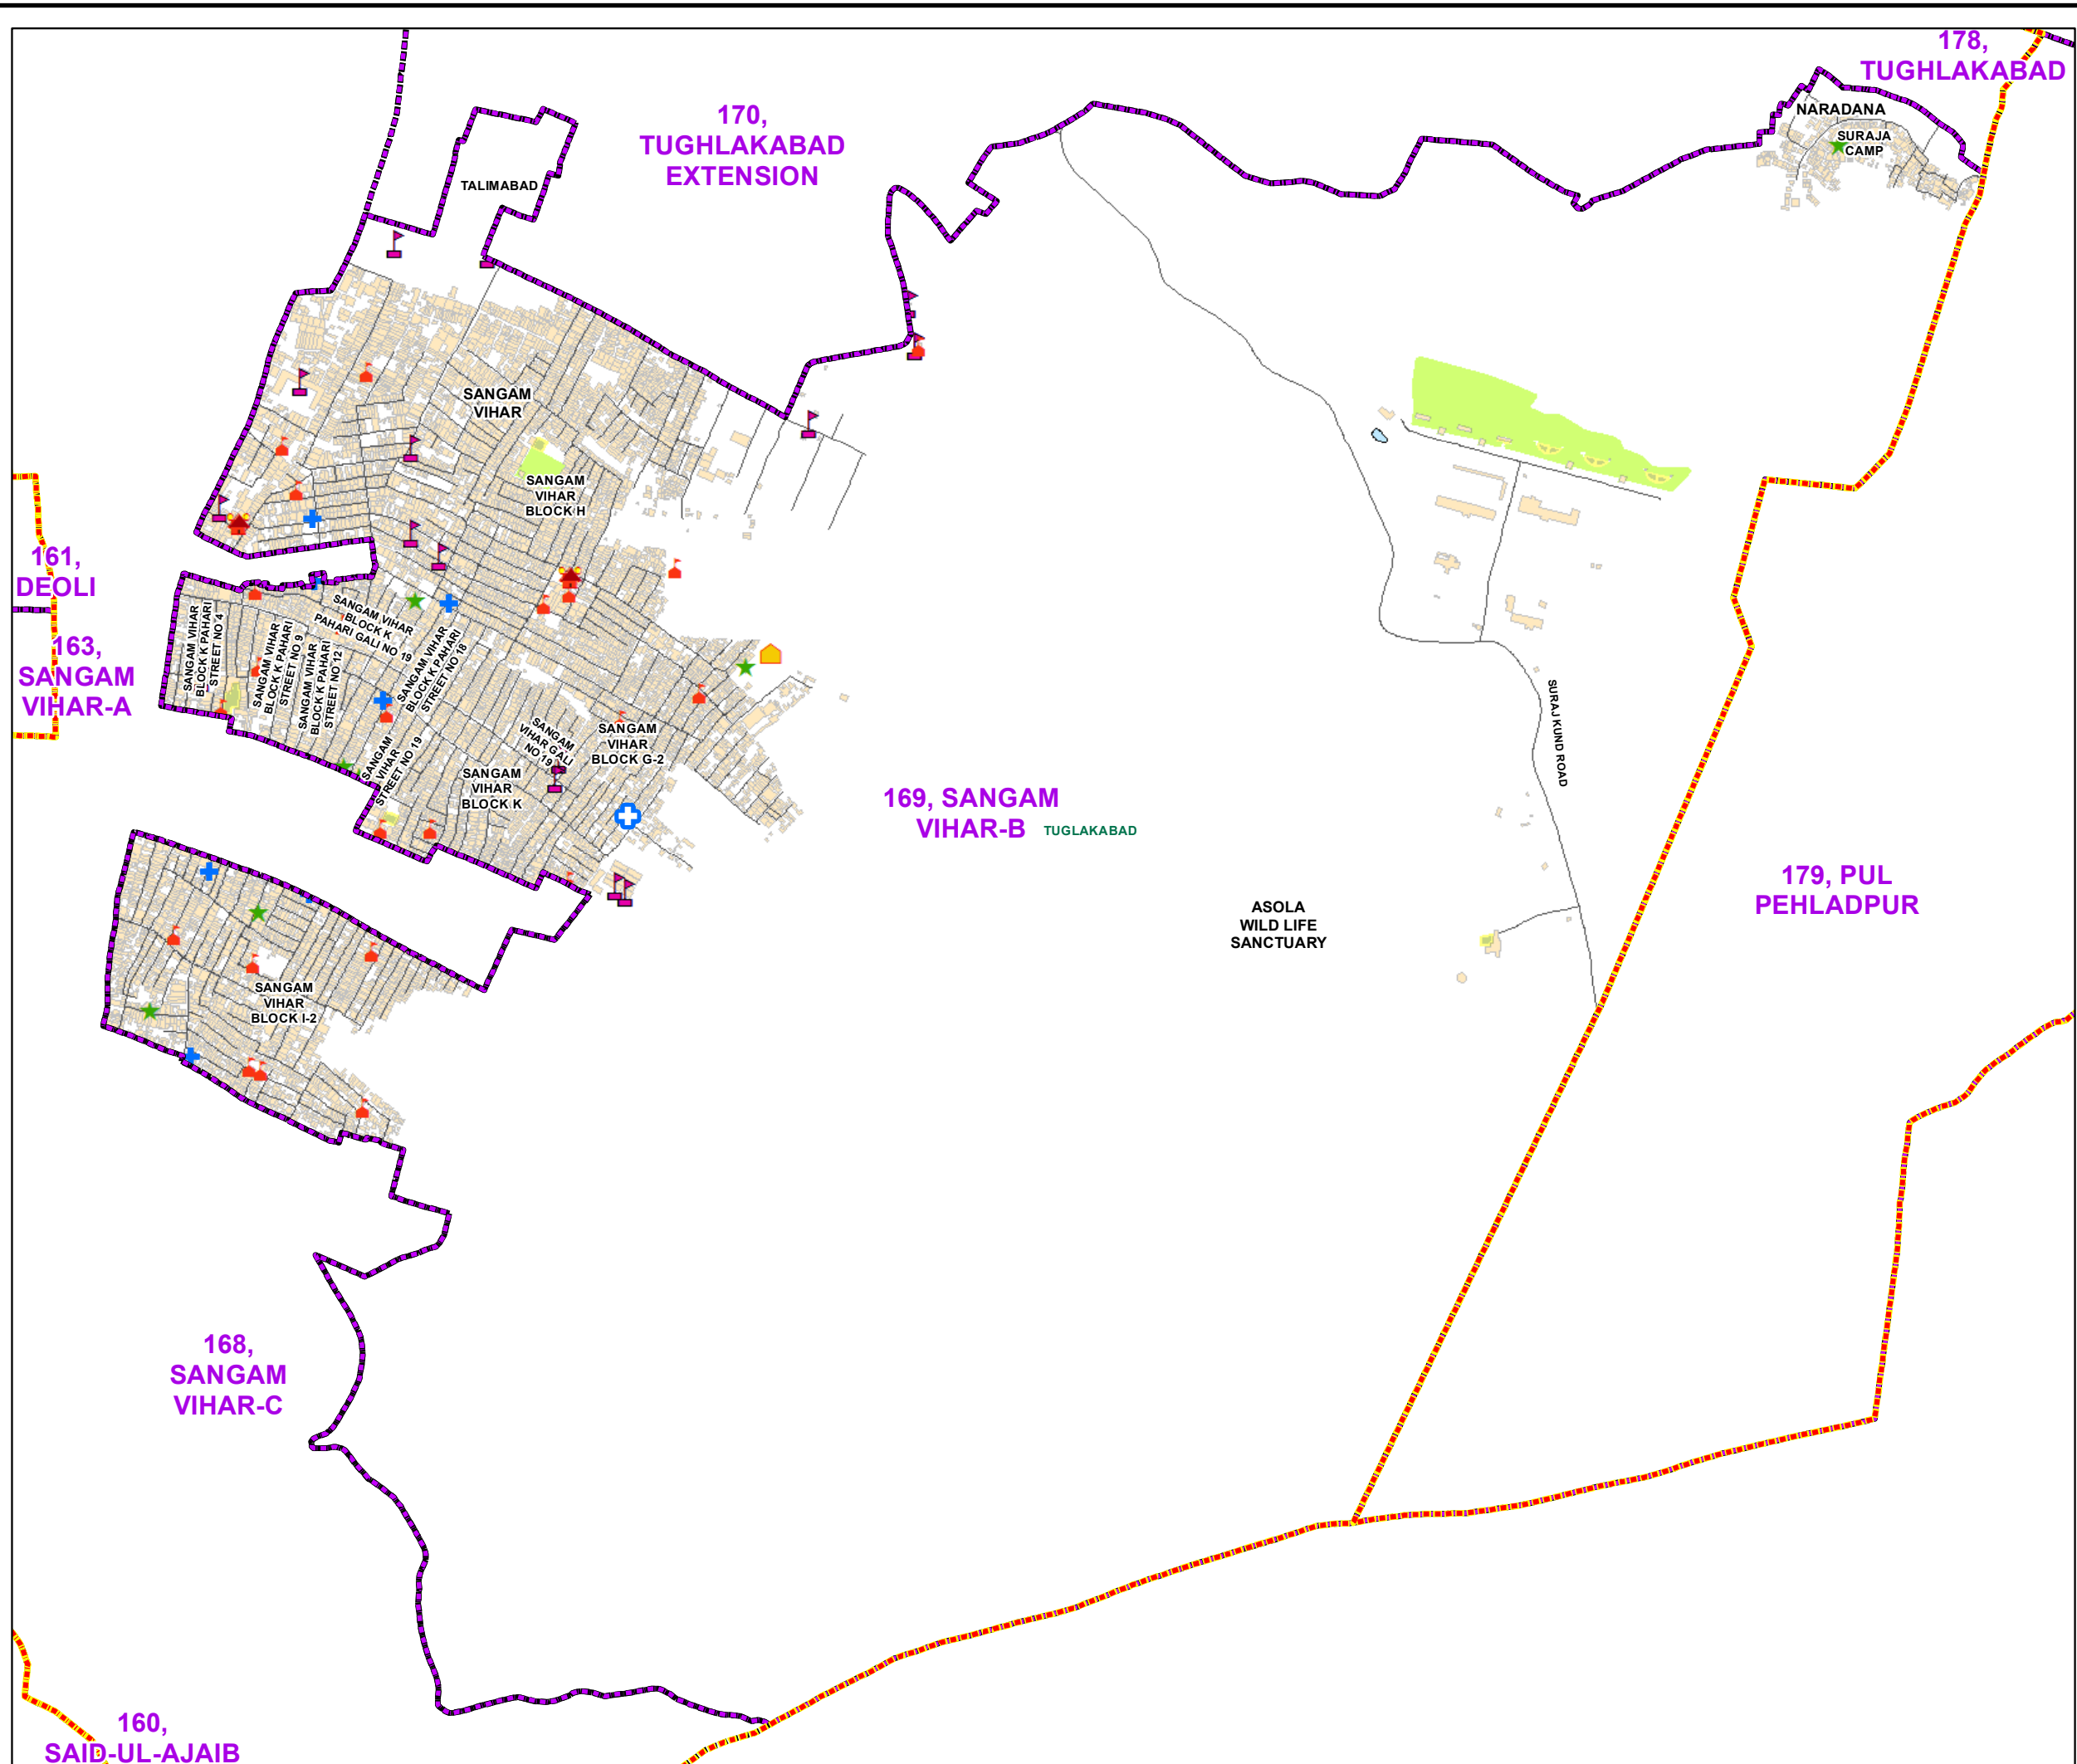 178,
TUGHLAKABAD
170,
TUGHLAKABAD
EXTENSION
NARADANA
SURAJA
CAMP
TALIMABAD
SANGAM
VIHAR
SANGAM
VIHAR
BLOCK H
161,
DEOLI
163,
SANGAM
VIHAR-A
SANGAM VIHAR
BLOCK K PAHARI
STREET NO 4
SANGAM VIHAR
BLOCK K PAHARI
STREET NO 9
SANGAM VIHAR
BLOCK K PAHARI
STREET NO 12
SANGAM VIHAR
BLOCK K
PAHARI GALI NO 19
SANGAM VIHAR
BLOCK K PAHARI
STREET NO 18
SANGAM
VIHAR
STREET NO 19
SANGAM
VIHAR GALI
NO 19
SANGAM
VIHAR
BLOCK G-2
SANGAM
VIHAR
BLOCK K
SURAJ KUND ROAD
169, SANGAM
VIHAR-B
TUGLAKABAD
179, PUL
PEHLADPUR
ASOLA
WILD LIFE
SANCTUARY
SANGAM
VIHAR
BLOCK I-2
168,
SANGAM
VIHAR-C
160,
SAID-UL-AJAIB